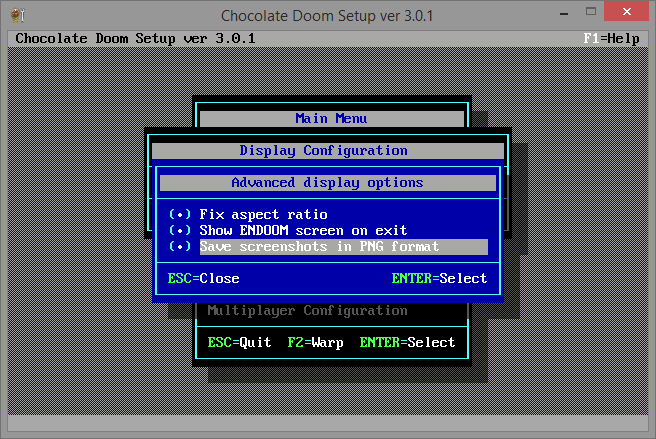 Chocolate Doom Setup ver 3.0.1
Chocolate Doom Setup ver 3.0.1 F1=Help
Main Menu
Display Configuration
Advanced display options
(•) Fix aspect ratio
(•) Show ENDOOM screen on exit
(•) Save screenshots in PNG format
ESC=Close ENTER=Select
Multiplayer Configuration
ESC=Quit F2=Warp ENTER=Select